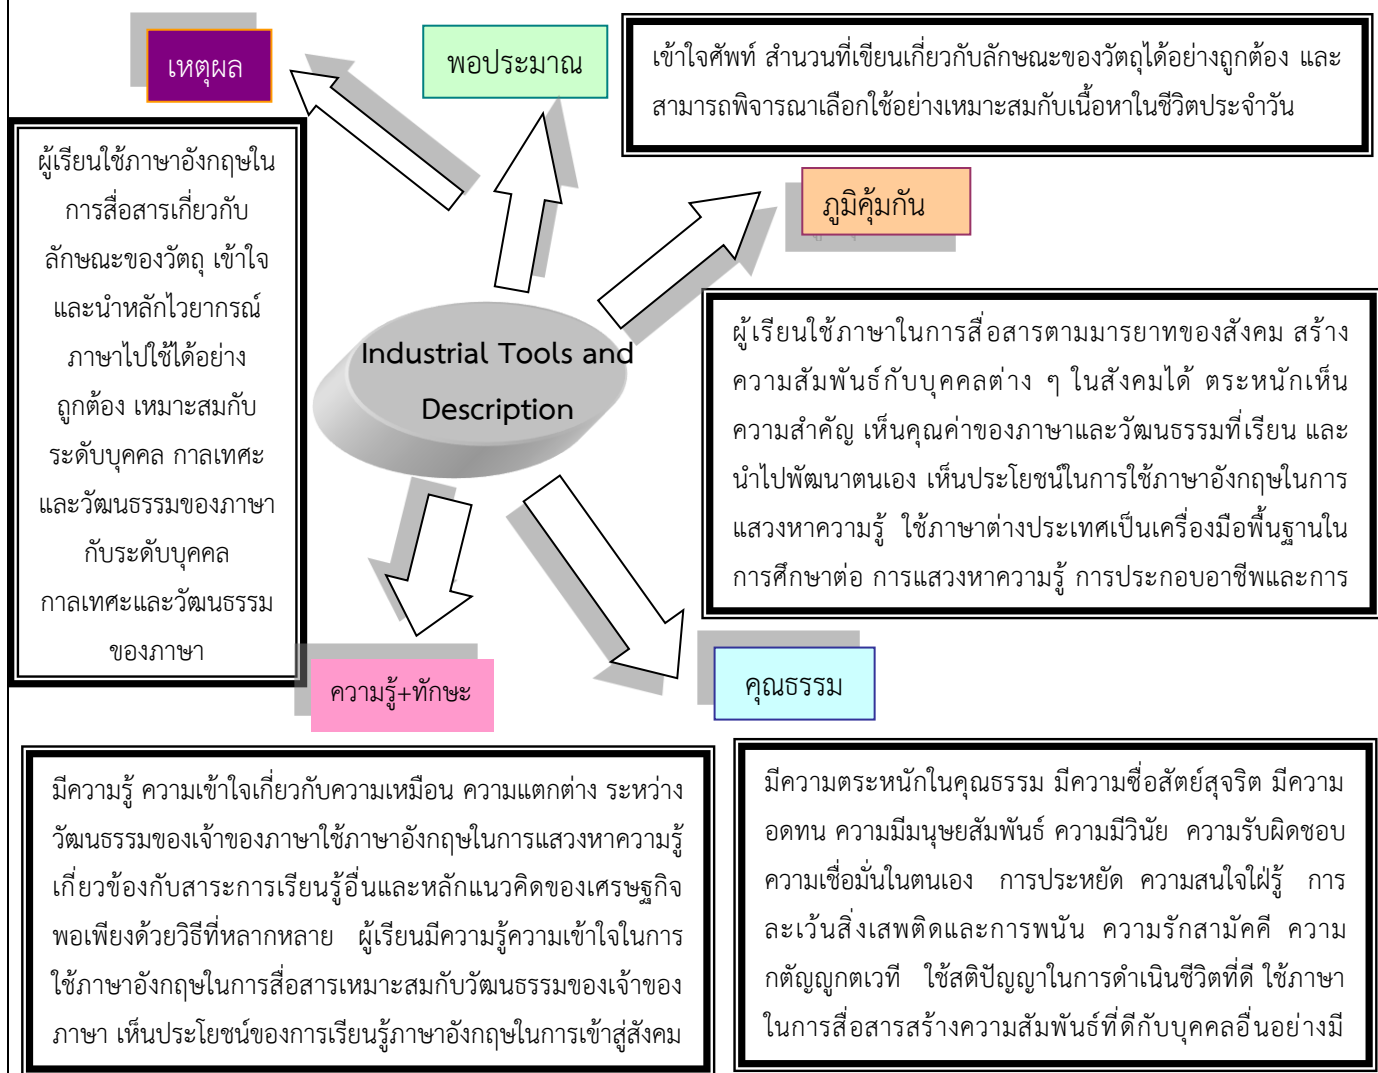 เหตุผล
พอประมาณ
เข้าใจศัพท์ สำนวนที่เขียนเกี่ยวกับลักษณะของวัตถุได้อย่างถูกต้อง และ
สามารถพิจารณาเลือกใช้อย่างเหมาะสมกับเนื้อหาในชีวิตประจำวัน
ผู้เรียนใช้ภาษาอังกฤษใน
การสื่อสารเกี่ยวกับ
ลักษณะของวัตถุ เข้าใจ
และนำหลักไวยากรณ์
ภาษาไปใช้ได้อย่าง
ถูกต้อง เหมาะสมกับ
ระดับบุคคล กาลเทศะ
และวัฒนธรรมของภาษา
กับระดับบุคคล
กาลเทศะและวัฒนธรรม
ของภาษา
ภูมิคุ้มกัน
Industrial Tools and
Description
ผู้เรียนใช้ภาษาในการสื่อสารตามมารยาทของสังคม สร้าง
ความสัมพันธ์กับบุคคลต่าง ๆ ในสังคมได้ ตระหนักเห็น
ความสำคัญ เห็นคุณค่าของภาษาและวัฒนธรรมที่เรียน และ
นำไปพัฒนาตนเอง เห็นประโยชน์ในการใช้ภาษาอังกฤษในการ
แสวงหาความรู้ ใช้ภาษาต่างประเทศเป็นเครื่องมือพื้นฐานใน
การศึกษาต่อ การแสวงหาความรู้ การประกอบอาชีพและการ
ความรู้+ทักษะ
คุณธรรม
มีความรู้ ความเข้าใจเกี่ยวกับความเหมือน ความแตกต่าง ระหว่าง
วัฒนธรรมของเจ้าของภาษาใช้ภาษาอังกฤษในการแสวงหาความรู้
เกี่ยวข้องกับสาระการเรียนรู้อื่นและหลักแนวคิดของเศรษฐกิจ
พอเพียงด้วยวิธีที่หลากหลาย ผู้เรียนมีความรู้ความเข้าใจในการ
ใช้ภาษาอังกฤษในการสื่อสารเหมาะสมกับวัฒนธรรมของเจ้าของ
ภาษา เห็นประโยชน์ของการเรียนรู้ภาษาอังกฤษในการเข้าสู่สังคม
มีความตระหนักในคุณธรรม มีความซื่อสัตย์สุจริต มีความ
อดทน ความมีมนุษยสัมพันธ์ ความมีวินัย ความรับผิดชอบ
ความเชื่อมั่นในตนเอง การประหยัด ความสนใจใฝ่รู้ การ
ละเว้นสิ่งเสพติดและการพนัน ความรักสามัคคี ความ
กตัญญูกตเวที ใช้สติปัญญาในการดำเนินชีวิตที่ดี ใช้ภาษา
ในการสื่อสารสร้างความสัมพันธ์ที่ดีกับบุคคลอื่นอย่างมี